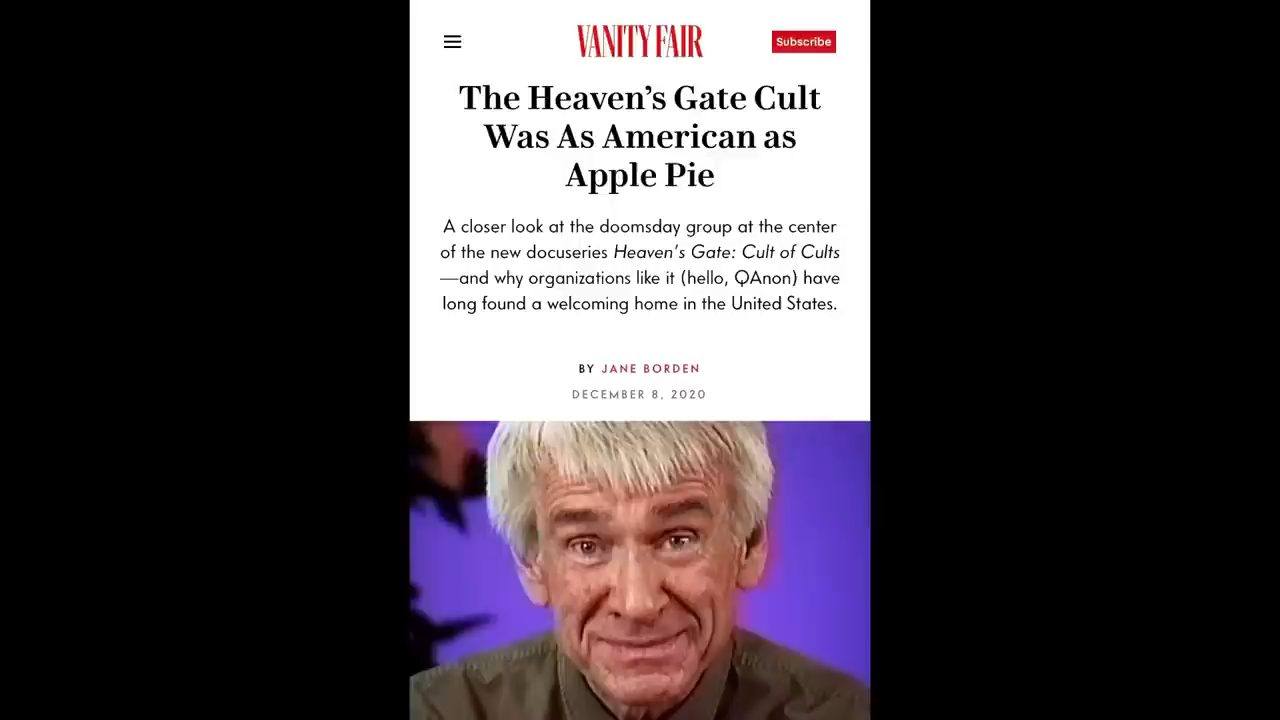 VANITY FAIR
Subscribe
The Heaven's Gate Cult
Was As American as
Apple Pie
A closer look at the doomsday group at the center
of the new docuseries Heaven's Gate: Cult of Cults
—and why organizations like it (hello, QAnon) have
long found a welcoming home in the United States.
BY JANE BORDEN
DECEMBER 8, 2020